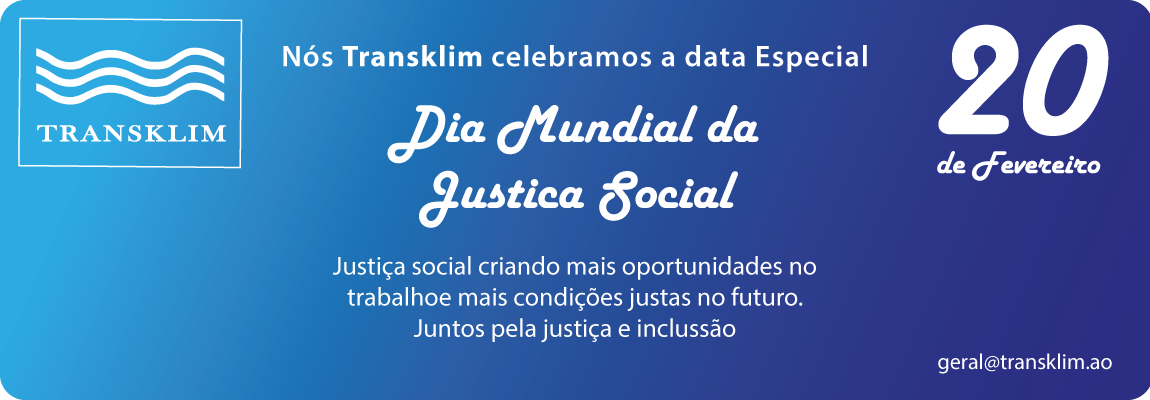 TRANSKLIM
Nós Transklim celebramos a data Especial
Dia Mundial da
Justica Social
20
de Fevereiro
Justiça social criando mais oportunidades no
trabalhoe mais condições justas no futuro.
Juntos pela justiça e inclussão
geral@transklim.ao